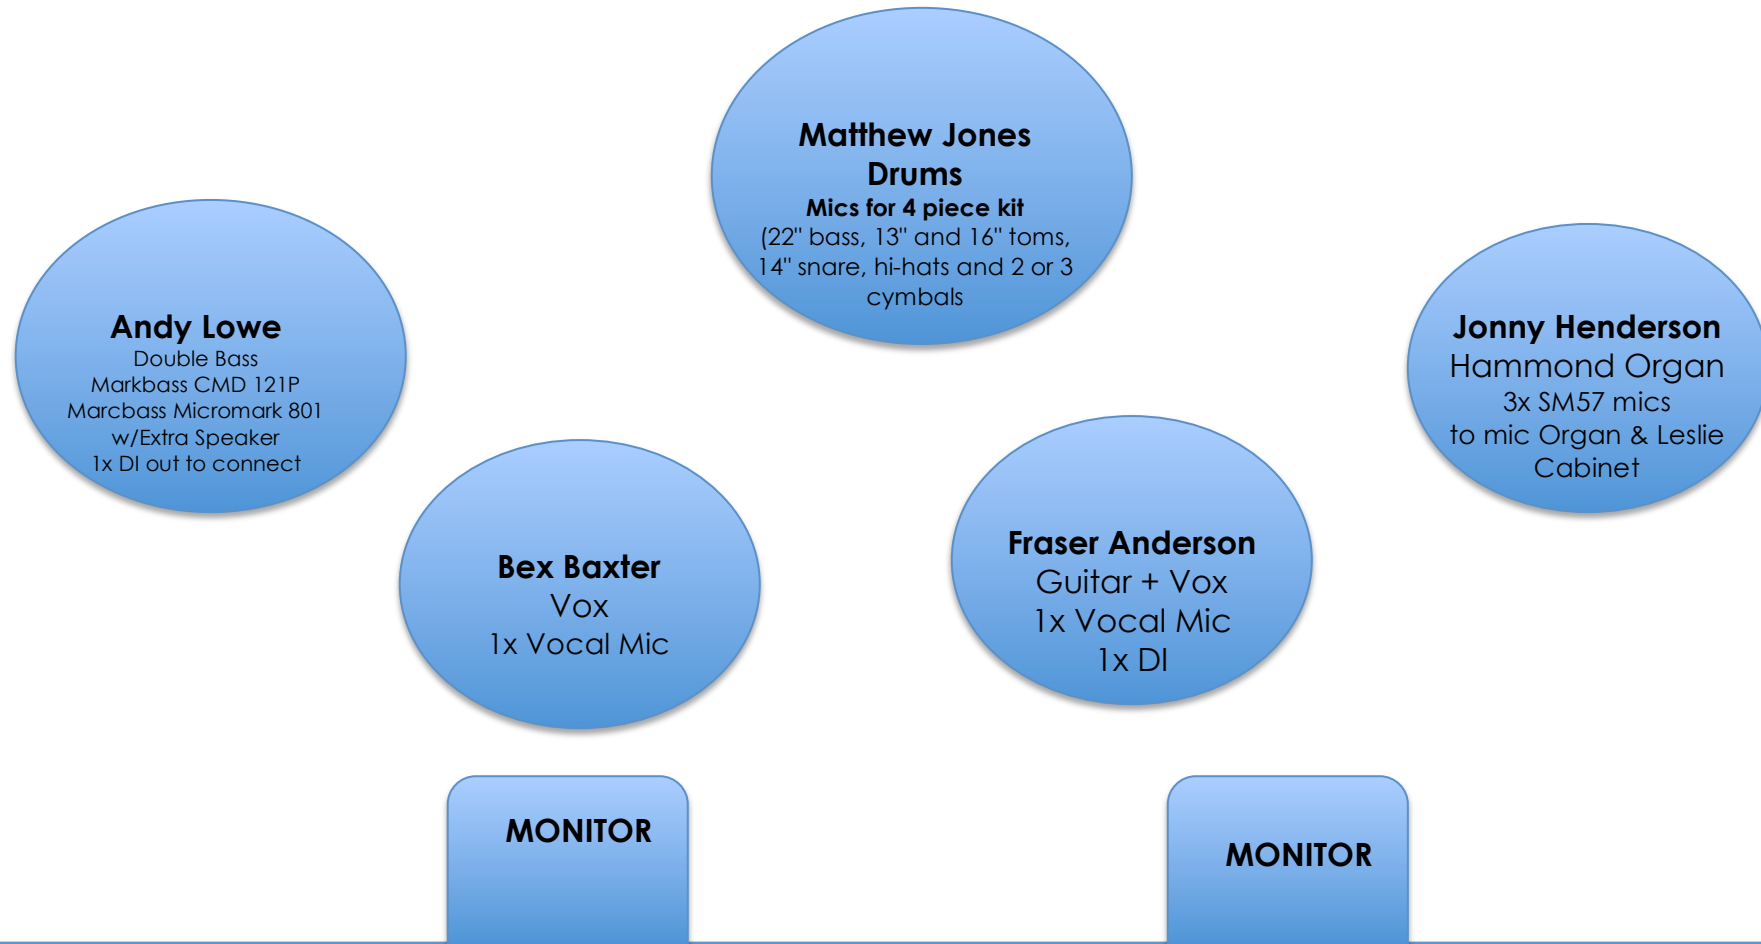 Matthew Jones
Drums
Mics for 4 piece kit
(22" bass, 13" and 16" toms,
14" snare, hi-hats and 2 or 3
cymbals
Andy Lowe
Double Bass
Markbass CMD 121P
Marcbass Micromark 801
w/Extra Speaker
1x DI out to connect
Jonny Henderson
Hammond Organ
3x SM57 mics
to mic Organ & Leslie
Cabinet
Bex Baxter
Vox
1x Vocal Mic
Fraser Anderson
Guitar + Vox
1x Vocal Mic
1x DI
MONITOR
MONITOR